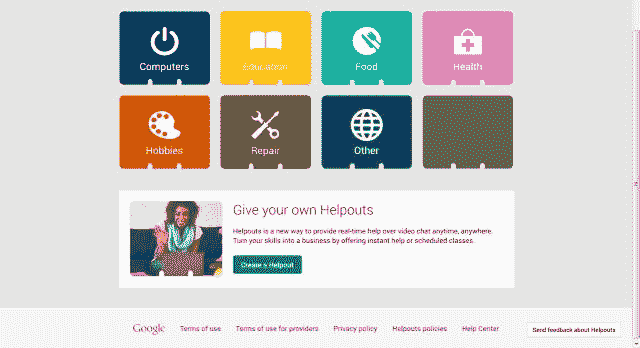 Computers
Education
Food
Health
Hobbies
Repair
Other
Give your own Helpouts
Helpouts is a new way to provide real-time help over video chat anytime, anywhere.
Turn your skills into a business by offering instant help or scheduled classes.
Create a Helpout
Google
Terms of use
Terms of use for providers
Privacy policy
Helpouts policies
Help Center
Send feedback about Helpouts